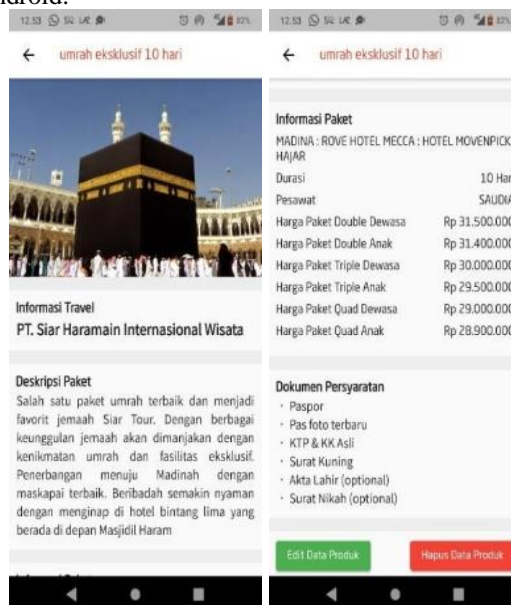 ndroid.
12.53
82%
umrah eksklusif 10 hari
Informasi Travel
PT. Siar Haramain Internasional Wisata
Deskripsi Paket
Salah satu paket umrah terbaik dan menjadi
favorit jemaah Siar Tour. Dengan berbagai
keunggulan jemaah akan dimanjakan dengan
kenikmatan umrah dan fasilitas eksklusif.
Penerbangan menuju Madinah dengan
maskapai terbaik. Beribadah semakin nyaman
dengan menginap di hotel bintang lima yang
berada di depan Masjidil Haram
12.53
82%
umrah eksklusif 10 hari
Informasi Paket
MADINA : ROVE HOTEL MECCA : HOTEL MOVENPICK
HAJAR
Durasi 10 Har
Pesawat SAUDIA
Harga Paket Double Dewasa Rp 31.500.000
Harga Paket Double Anak Rp 31.400.000
Harga Paket Triple Dewasa Rp 30.000.000
Harga Paket Triple Anak Rp 29.500.000
Harga Paket Quad Dewasa Rp 29.000.000
Harga Paket Quad Anak Rp 28.900.000
Dokumen Persyaratan
· Paspor
· Pas foto terbaru
· KTP & KK Asli
· Surat Kuning
· Akta Lahir (optional)
· Surat Nikah (optional)
Edit Data Produk
Hapus Data Produk